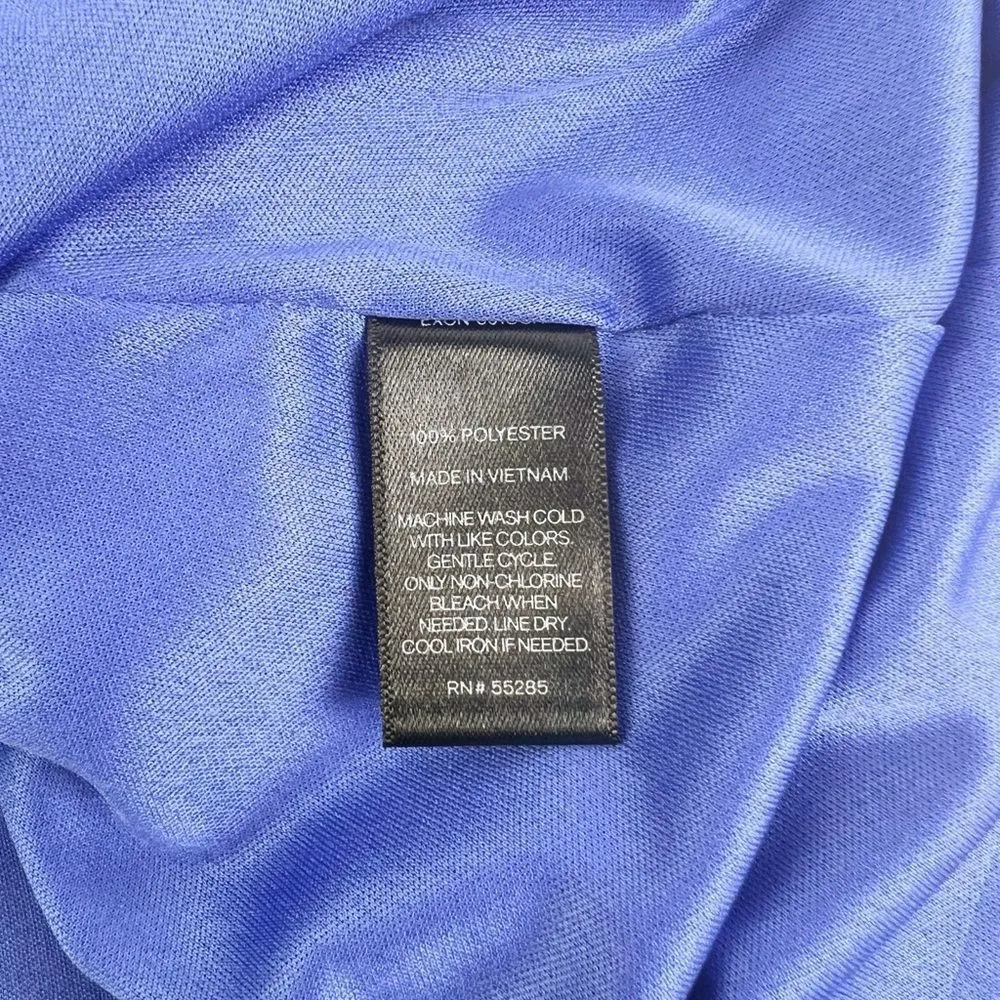 100% POLYESTER
MADE IN VIETNAM
MACHINE WASH COLD
WITH LIKE COLORS.
GENTLE CYCLE.
ONLY NON-CHLORINE
BLEACH WHEN
NEEDED. LINE DRY
COOL IRON IF NEEDED.
RN# 55285